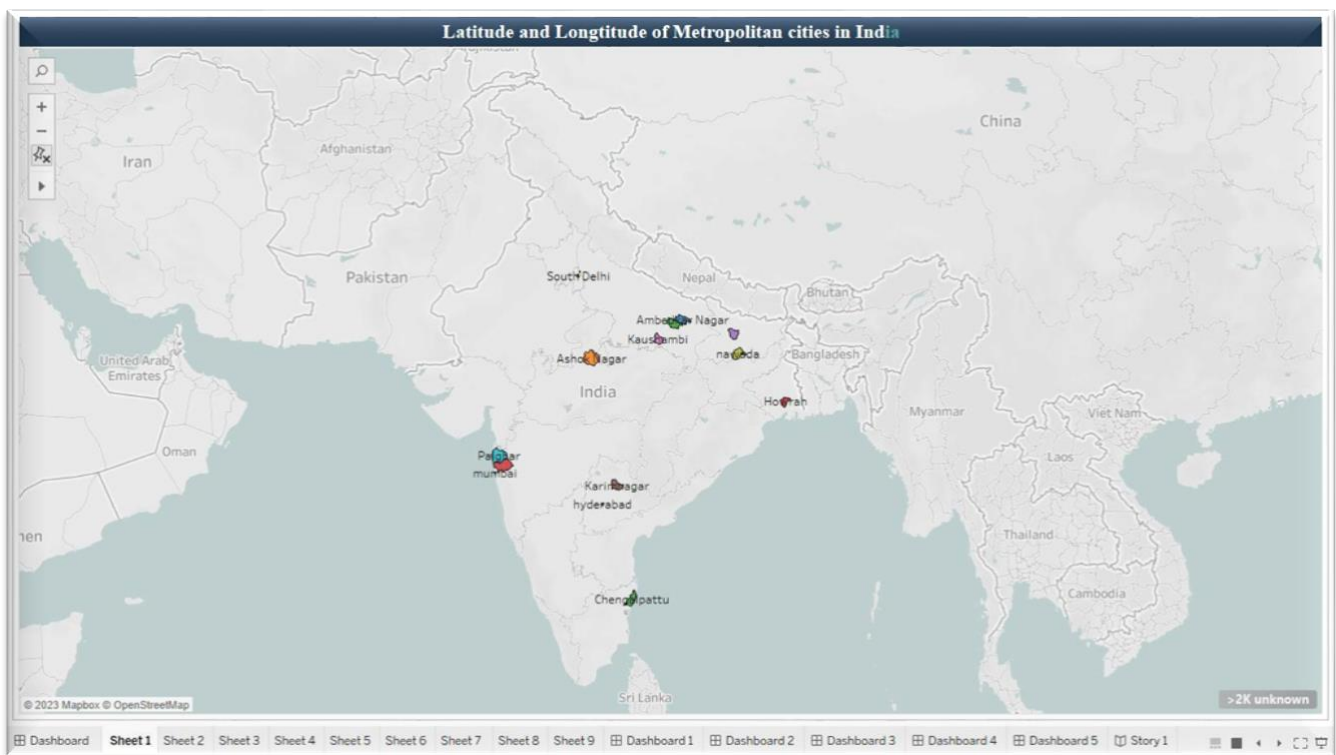 Latitude and Longtitude of Metropolitan cities in India
China
Afghanistan
Iran
Pakistan
South Delhi
Nepal
Bhutan
Ambedkar Nagar
Kaushambi
Ashok Nagar
nawada
Bangladesh
United Arab
Emirates
India
Howrah
Myanmar
Viet Nam
Oman
Laos
Palghar
mumbai
Karimnagar
hyderabad
Thailand
Chengalpattu
Cambodia
Sri Lanka
© 2023 Mapbox © OpenStreetMap
>2K unknown
Dashboard Sheet 1 Sheet 2 Sheet 3 Sheet 4 Sheet 5 Sheet 6 Sheet 7 Sheet 8 Sheet 9 Dashboard 1 Dashboard 2 Dashboard 3 Dashboard 4 Dashboard 5 Story 1